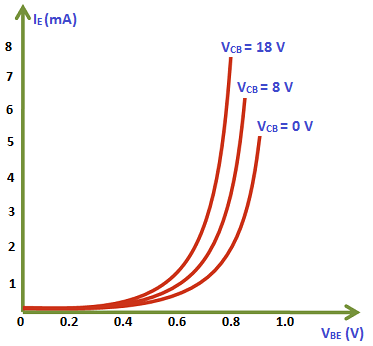 IE (mA)
8
7
6
5
4
3
2
1
VCB = 18 V
VCB = 8 V
VCB = 0 V
0 0.2 0.4 0.6 0.8 1.0
VBE (V)